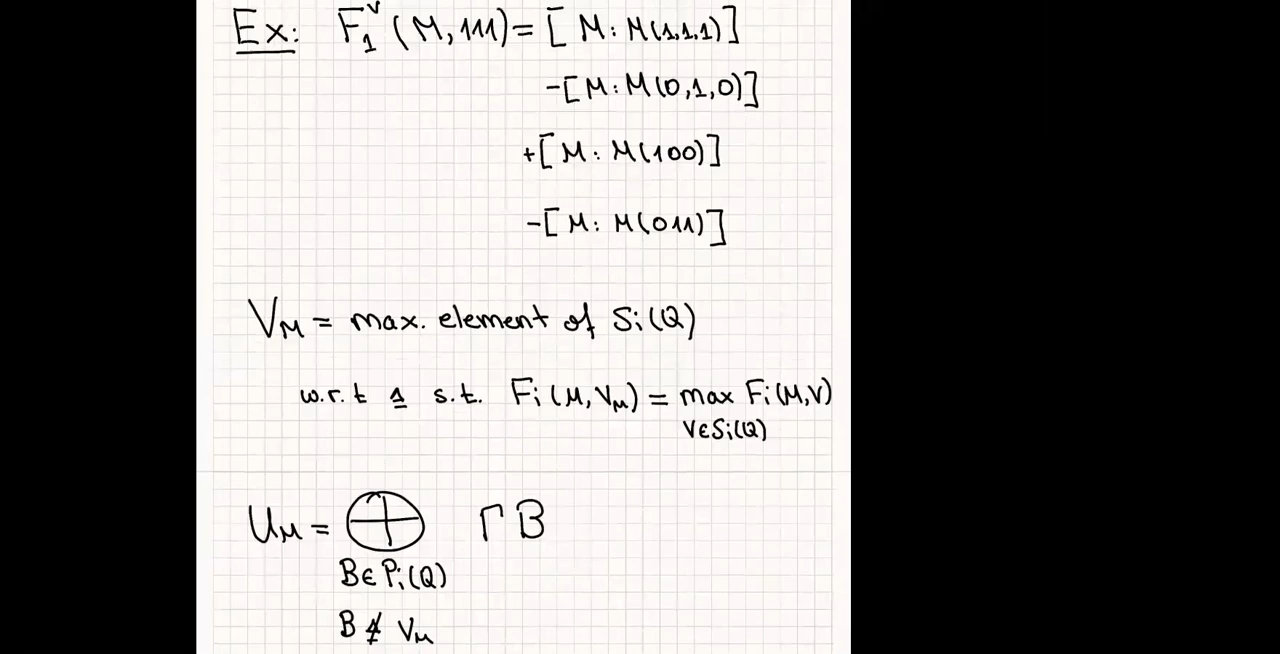 Ex: F₁ᵛ (M, 111) = [ M : M(1,1,1)]
-[M : M(0,1,0)]
+[M : M(100)]
-[M : M(011)]
V_M = max. element of Si(Q)
w.r.t ≤ s.t. Fi(M, V_M) = max Fi(M,V)
V∈Si(Q)
U_M = ⊕ ΓB
B∈Pi(Q)
B ≰ V_M